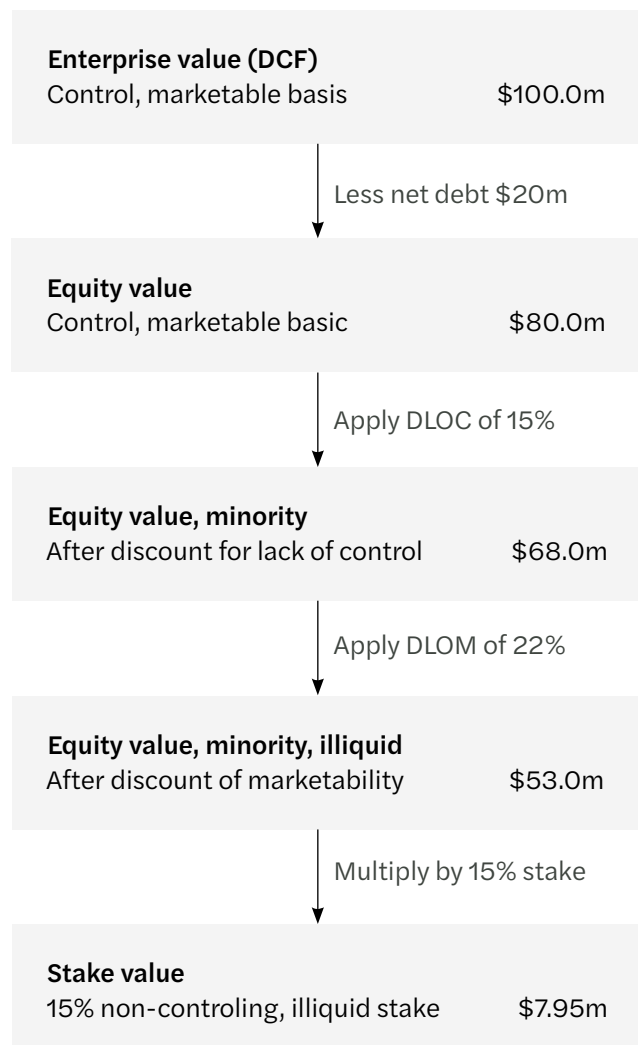 Enterprise value (DCF)
Control, marketable basis $100.0m
Less net debt $20m
Equity value
Control, marketable basic $80.0m
Apply DLOC of 15%
Equity value, minority
After discount for lack of control $68.0m
Apply DLOM of 22%
Equity value, minority, illiquid
After discount of marketability $53.0m
Multiply by 15% stake
Stake value
15% non-controling, illiquid stake $7.95m